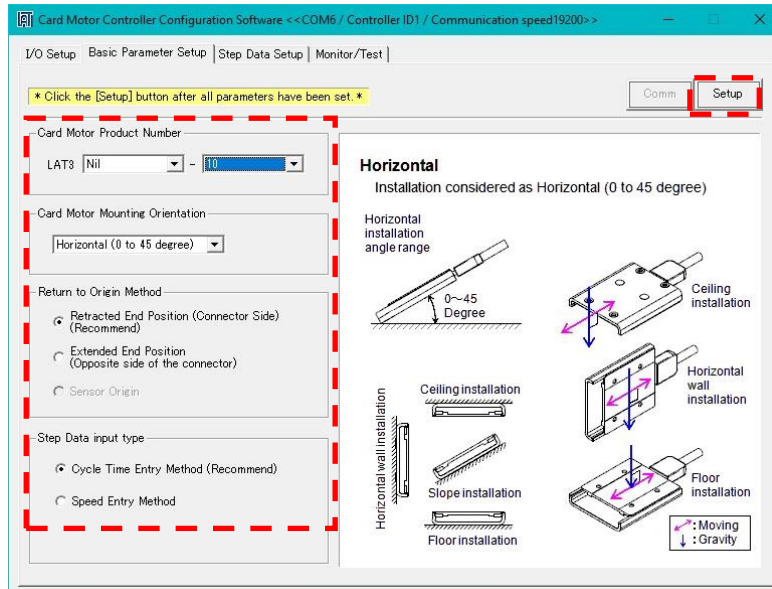 Card Motor Controller Configuration Software <<COM6 / Controller ID1 / Communication speed19200>>
I/O Setup
Basic Parameter Setup
Step Data Setup
Monitor/Test
* Click the [Setup] button after all parameters have been set. *
Comm
Setup
Card Motor Product Number
LAT3 Nil - 10
Card Motor Mounting Orientation
Horizontal (0 to 45 degree)
Return to Origin Method
Retracted End Position (Connector Side)
(Recommend)
Extended End Position
(Opposite side of the connector)
Sensor Origin
Step Data input type
Cycle Time Entry Method (Recommend)
Speed Entry Method
Horizontal
Installation considered as Horizontal (0 to 45 degree)
Horizontal
installation
angle range
0~45
Degree
Ceiling
installation
Horizontal
wall
installation
Floor
installation
Horizontal wall installation
Ceiling installation
Slope installation
Floor installation
: Moving
: Gravity